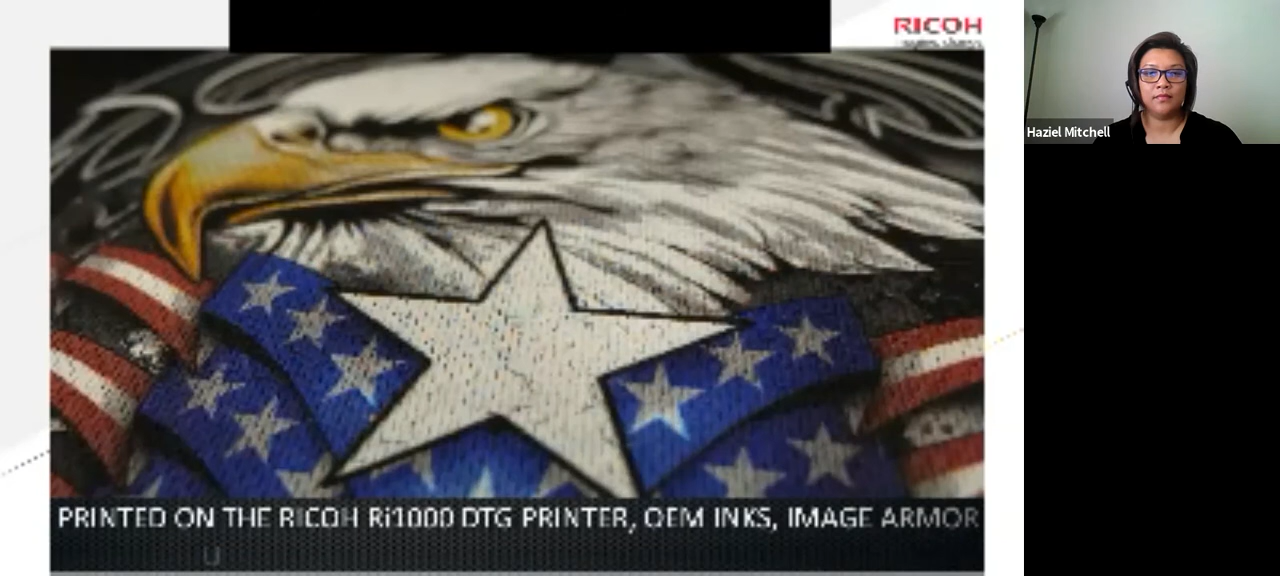 RICOH
Haziel Mitchell
PRINTED ON THE RICOH Ri1000 DTG PRINTER, OEM INKS, IMAGE ARMOR